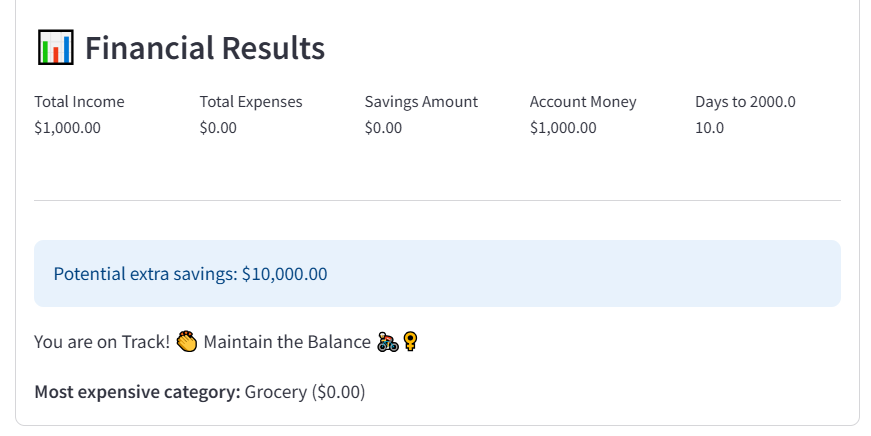 📊 Financial Results
Total Income Total Expenses Savings Amount Account Money Days to 2000.0
$1,000.00 $0.00 $0.00 $1,000.00 10.0
Potential extra savings: $10,000.00
You are on Track! 👏 Maintain the Balance 🚴‍♀
Most expensive category: Grocery ($0.00)